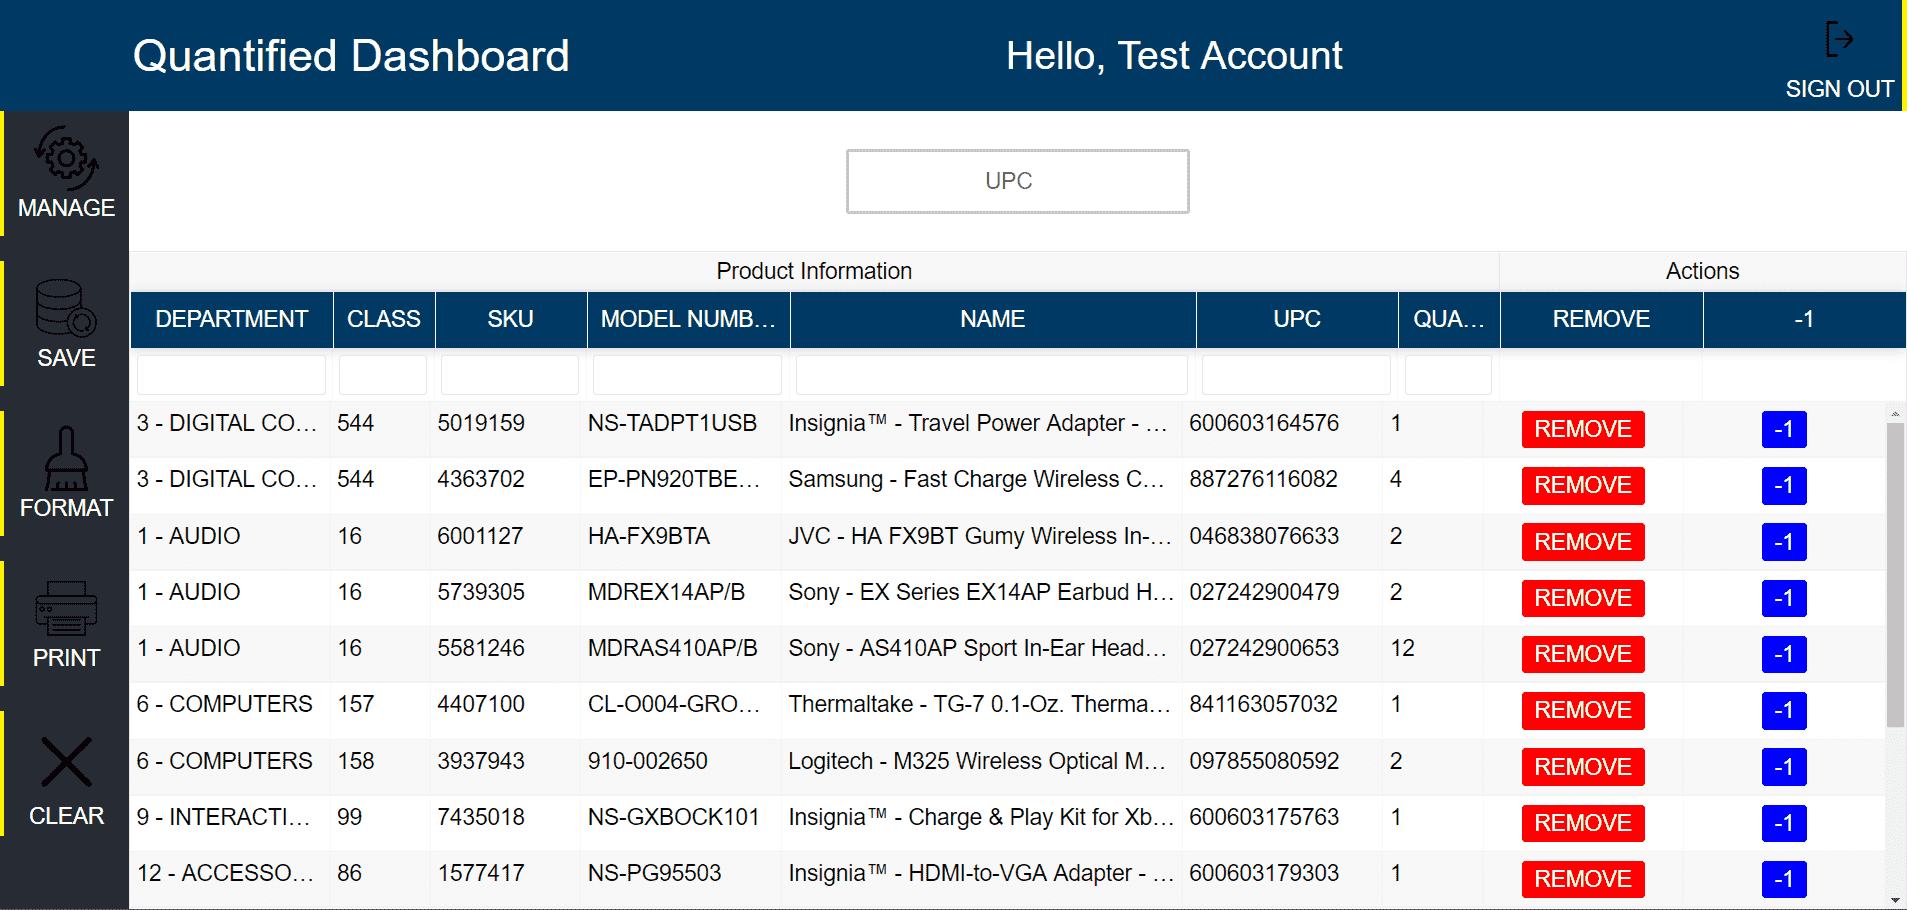 Quantified Dashboard
Hello, Test Account
SIGN OUT
MANAGE
SAVE
FORMAT
PRINT
CLEAR
UPC
Product Information Actions
DEPARTMENT CLASS SKU MODEL NUMB... NAME UPC QUA... REMOVE -1
3 - DIGITAL CO... 544 5019159 NS-TADPT1USB Insignia™ - Travel Power Adapter - ... 600603164576 1 REMOVE -1
3 - DIGITAL CO... 544 4363702 EP-PN920TBE... Samsung - Fast Charge Wireless C... 887276116082 4 REMOVE -1
1 - AUDIO 16 6001127 HA-FX9BTA JVC - HA FX9BT Gumy Wireless In-... 046838076633 2 REMOVE -1
1 - AUDIO 16 5739305 MDREX14AP/B Sony - EX Series EX14AP Earbud H... 027242900479 2 REMOVE -1
1 - AUDIO 16 5581246 MDRAS410AP/B Sony - AS410AP Sport In-Ear Head... 027242900653 12 REMOVE -1
6 - COMPUTERS 157 4407100 CL-O004-GRO... Thermaltake - TG-7 0.1-Oz. Therma... 841163057032 1 REMOVE -1
6 - COMPUTERS 158 3937943 910-002650 Logitech - M325 Wireless Optical M... 097855080592 2 REMOVE -1
9 - INTERACTI... 99 7435018 NS-GXBOCK101 Insignia™ - Charge & Play Kit for Xb... 600603175763 1 REMOVE -1
12 - ACCESSO... 86 1577417 NS-PG95503 Insignia™ - HDMI-to-VGA Adapter - ... 600603179303 1 REMOVE -1